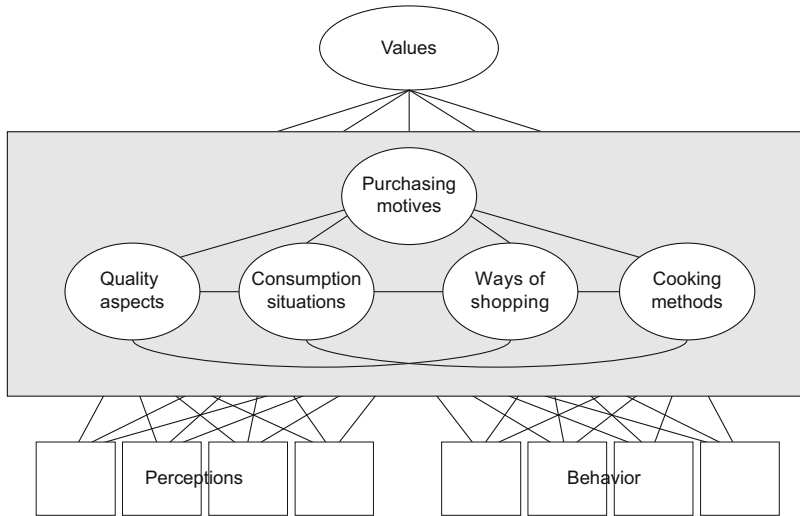 Values
Purchasing
motives
Quality
aspects
Consumption
situations
Ways of
shopping
Cooking
methods
Perceptions
Behavior